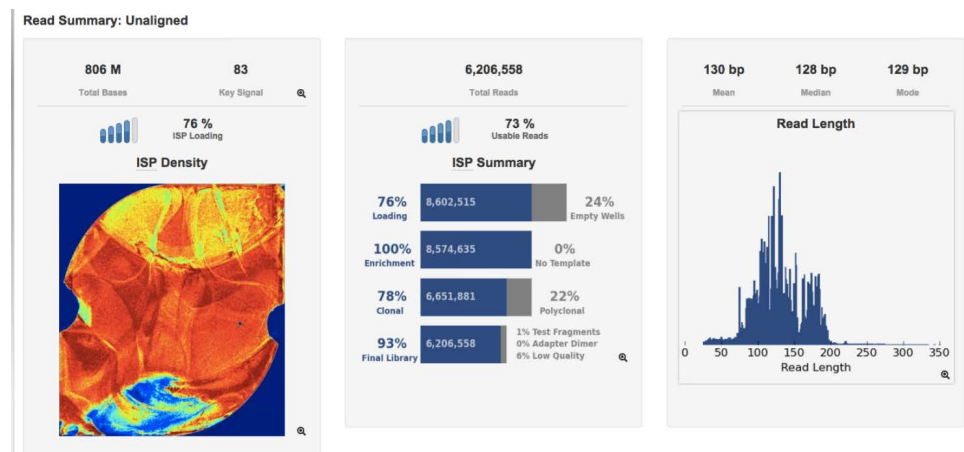 Read Summary: Unaligned
806 M
Total Bases
83
Key Signal
76 %
ISP Loading
ISP Density
6,206,558
Total Reads
73 %
Usable Reads
ISP Summary
76%
Loading
8,602,515
24%
Empty Wells
100%
Enrichment
8,574,635
0%
No Template
78%
Clonal
6,651,881
22%
Polyclonal
93%
Final Library
6,206,558
1% Test Fragments
0% Adapter Dimer
6% Low Quality
130 bp
Mean
128 bp
Median
129 bp
Mode
Read Length
0 50 100 150 200 250 300 350
Read Length